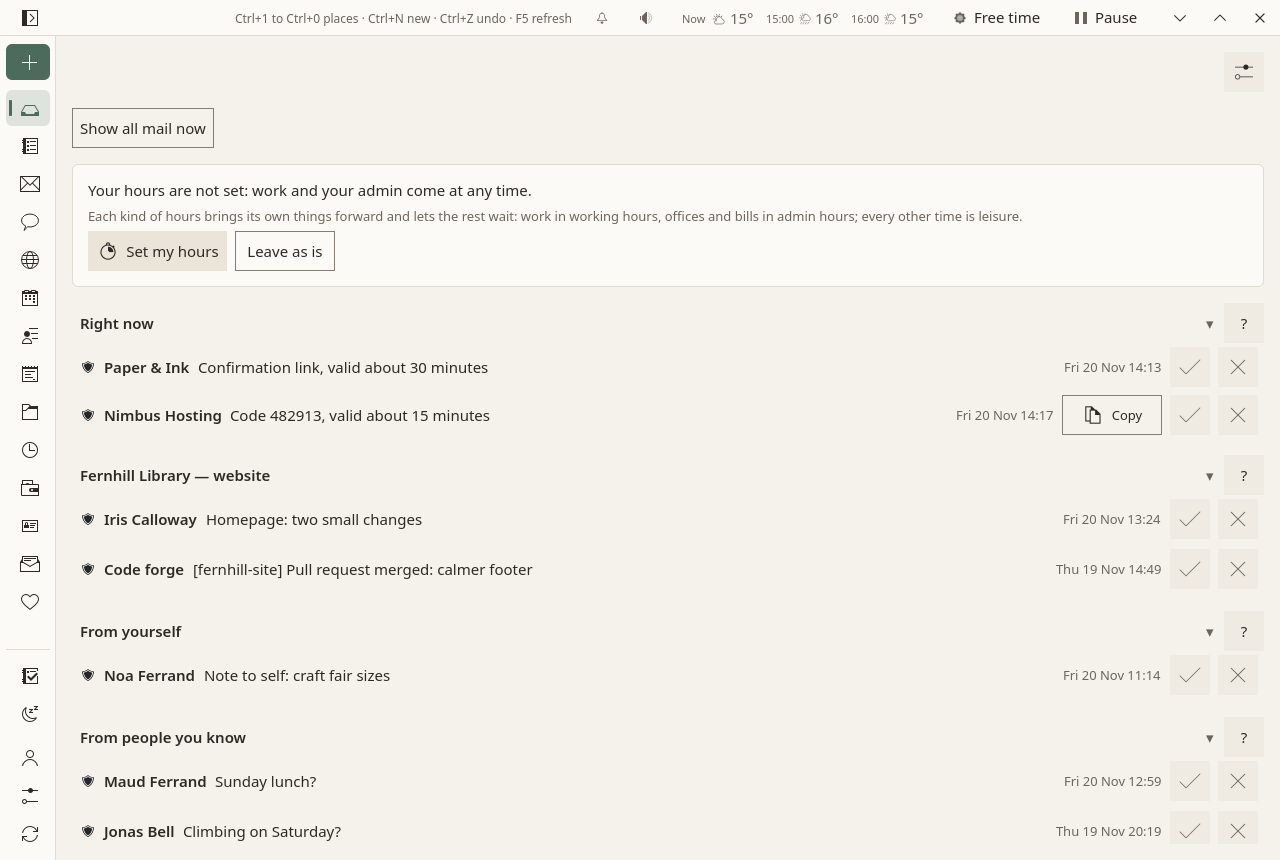 Ctrl+1 to Ctrl+0 places · Ctrl+N new · Ctrl+Z undo · F5 refresh
Now 15° 15:00 16° 16:00 15°
Free time
Pause
Show all mail now
Your hours are not set: work and your admin come at any time.
Each kind of hours brings its own things forward and lets the rest wait: work in working hours, offices and bills in admin hours; every other time is leisure.
Set my hours
Leave as is
Right now ?
Paper & Ink Confirmation link, valid about 30 minutes Fri 20 Nov 14:13
Nimbus Hosting Code 482913, valid about 15 minutes Fri 20 Nov 14:17 Copy
Fernhill Library — website ?
Iris Calloway Homepage: two small changes Fri 20 Nov 13:24
Code forge [fernhill-site] Pull request merged: calmer footer Thu 19 Nov 14:49
From yourself ?
Noa Ferrand Note to self: craft fair sizes Fri 20 Nov 11:14
From people you know ?
Maud Ferrand Sunday lunch? Fri 20 Nov 12:59
Jonas Bell Climbing on Saturday? Thu 19 Nov 20:19